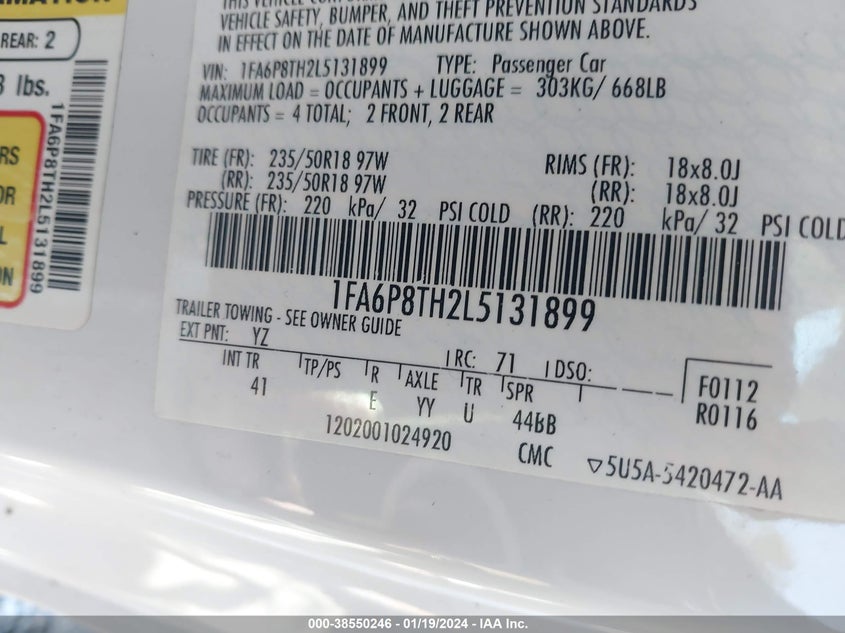 REAR: 2
lbs.
1FA6P8TH2L5131899
VEHICLE SAFETY, BUMPER, AND THEFT PREVENTION STANDARDS
IN EFFECT ON THE DATE OF MANUFACTURE SHOWN ABOVE.
VIN: 1FA6P8TH2L5131899 TYPE: Passenger Car
MAXIMUM LOAD = OCCUPANTS + LUGGAGE = 303KG/ 668LB
OCCUPANTS = 4 TOTAL; 2 FRONT, 2 REAR
TIRE (FR): 235/50R18 97W RIMS (FR): 18x8.0J
(RR): 235/50R18 97W (RR): 18x8.0J
PRESSURE (FR): 220 kPa/ 32 PSI COLD (RR): 220 kPa/ 32 PSI COLD
1FA6P8TH2L5131899
TRAILER TOWING - SEE OWNER GUIDE
EXT PNT: YZ RC: 71 DSO:
INT TR TP/PS R AXLE TR SPR F0112
41 E YY U 44BB R0116
1202001024920 CMC 5U5A-5420472-AA
000-38550246 - 01/19/2024 - IAA Inc.